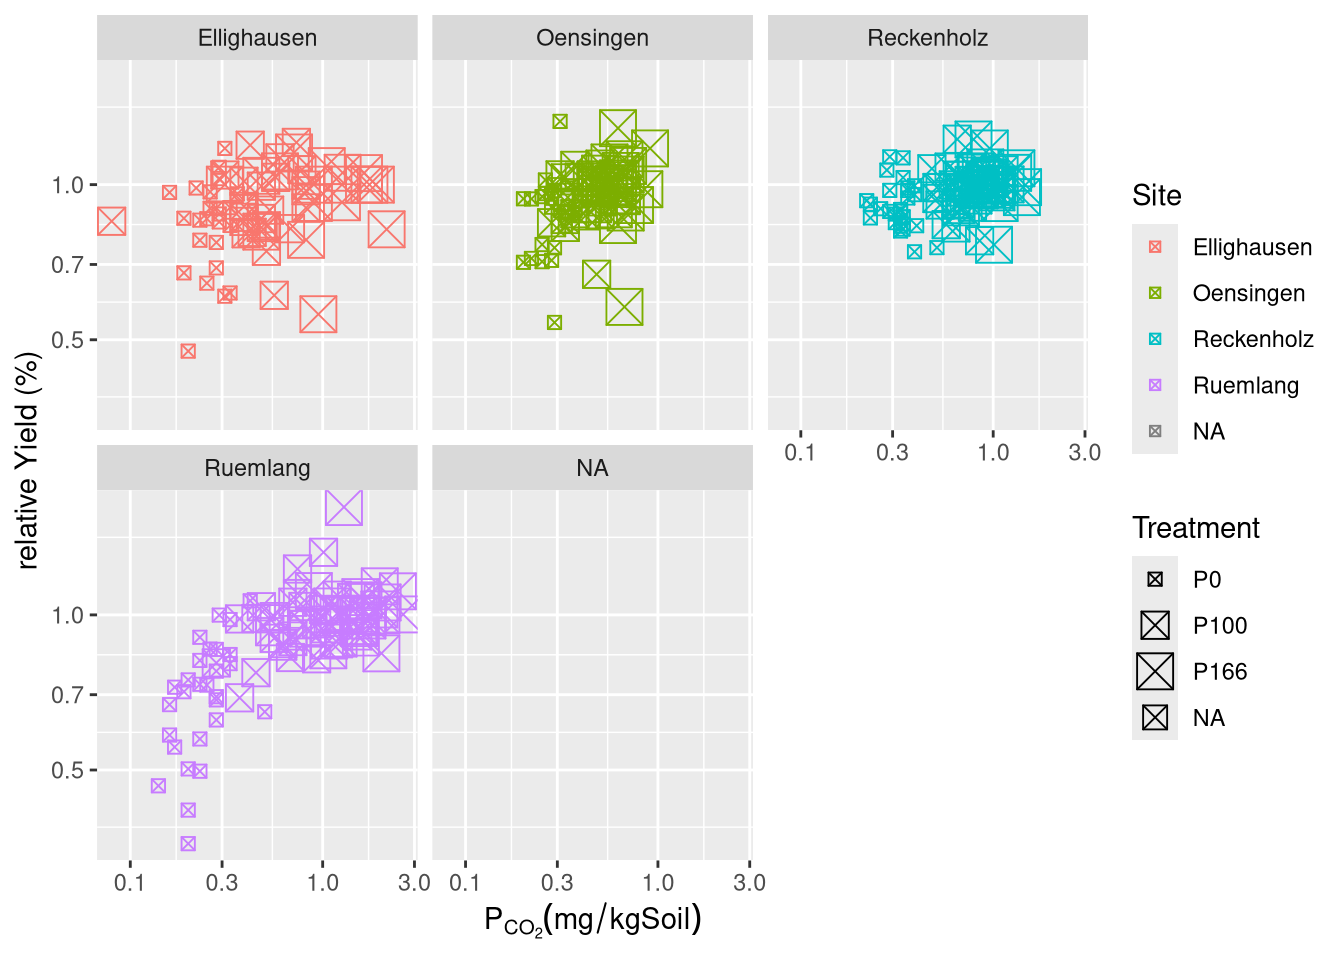 Ellighausen
Oensingen
Reckenholz
1.0
0.7
0.5
0.1 0.3 1.0 3.0
Ruemlang
NA
1.0
0.7
0.5
0.1 0.3 1.0 3.0
0.1 0.3 1.0 3.0
relative Yield (%)
P_CO₂(mg/kgSoil)
Site
Ellighausen
Oensingen
Reckenholz
Ruemlang
NA
Treatment
P0
P100
P166
NA